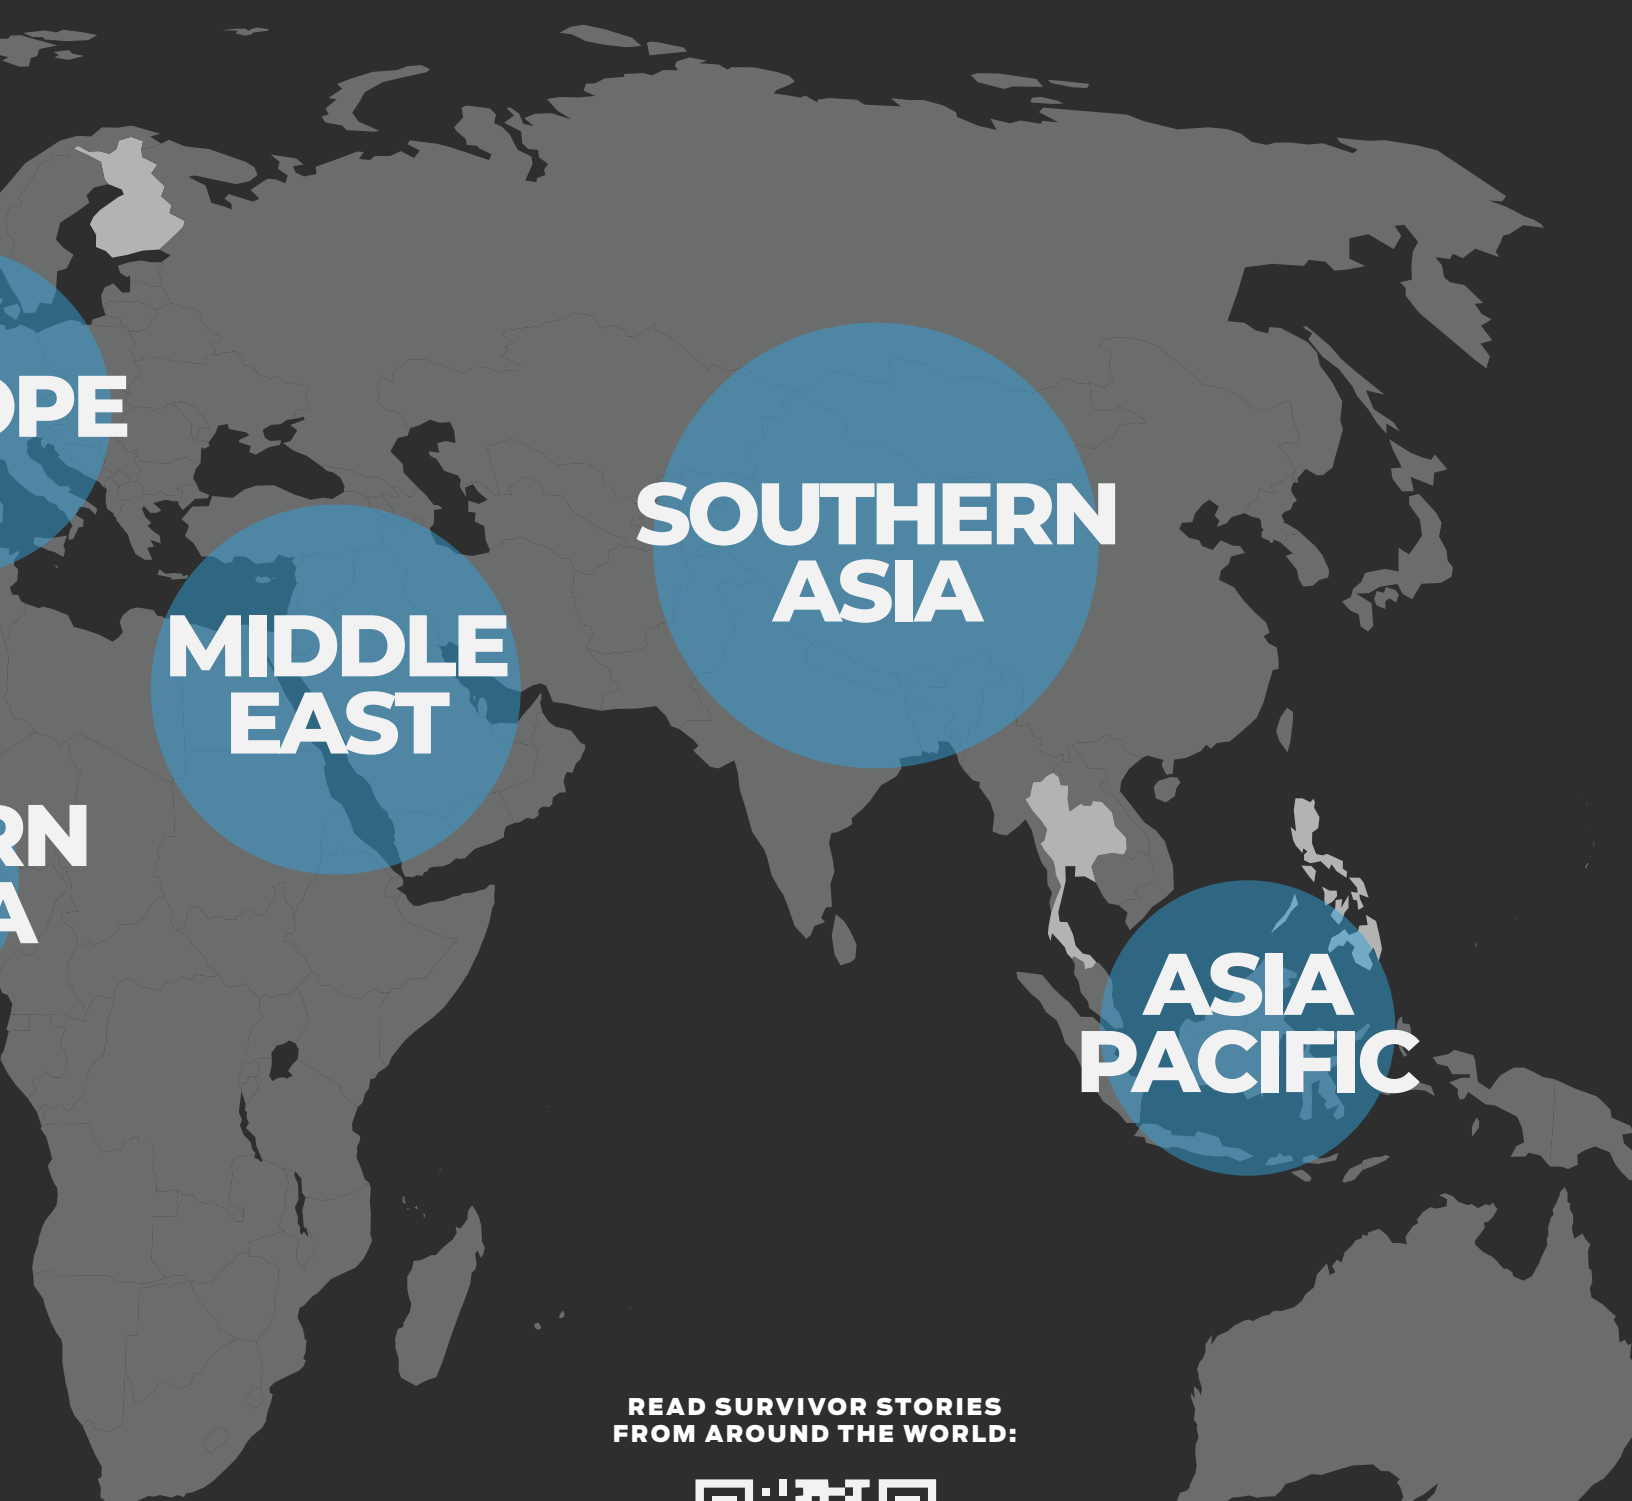 OPE
SOUTHERN
ASIA
MIDDLE
EAST
RN
A
ASIA
PACIFIC
READ SURVIVOR STORIES
FROM AROUND THE WORLD: